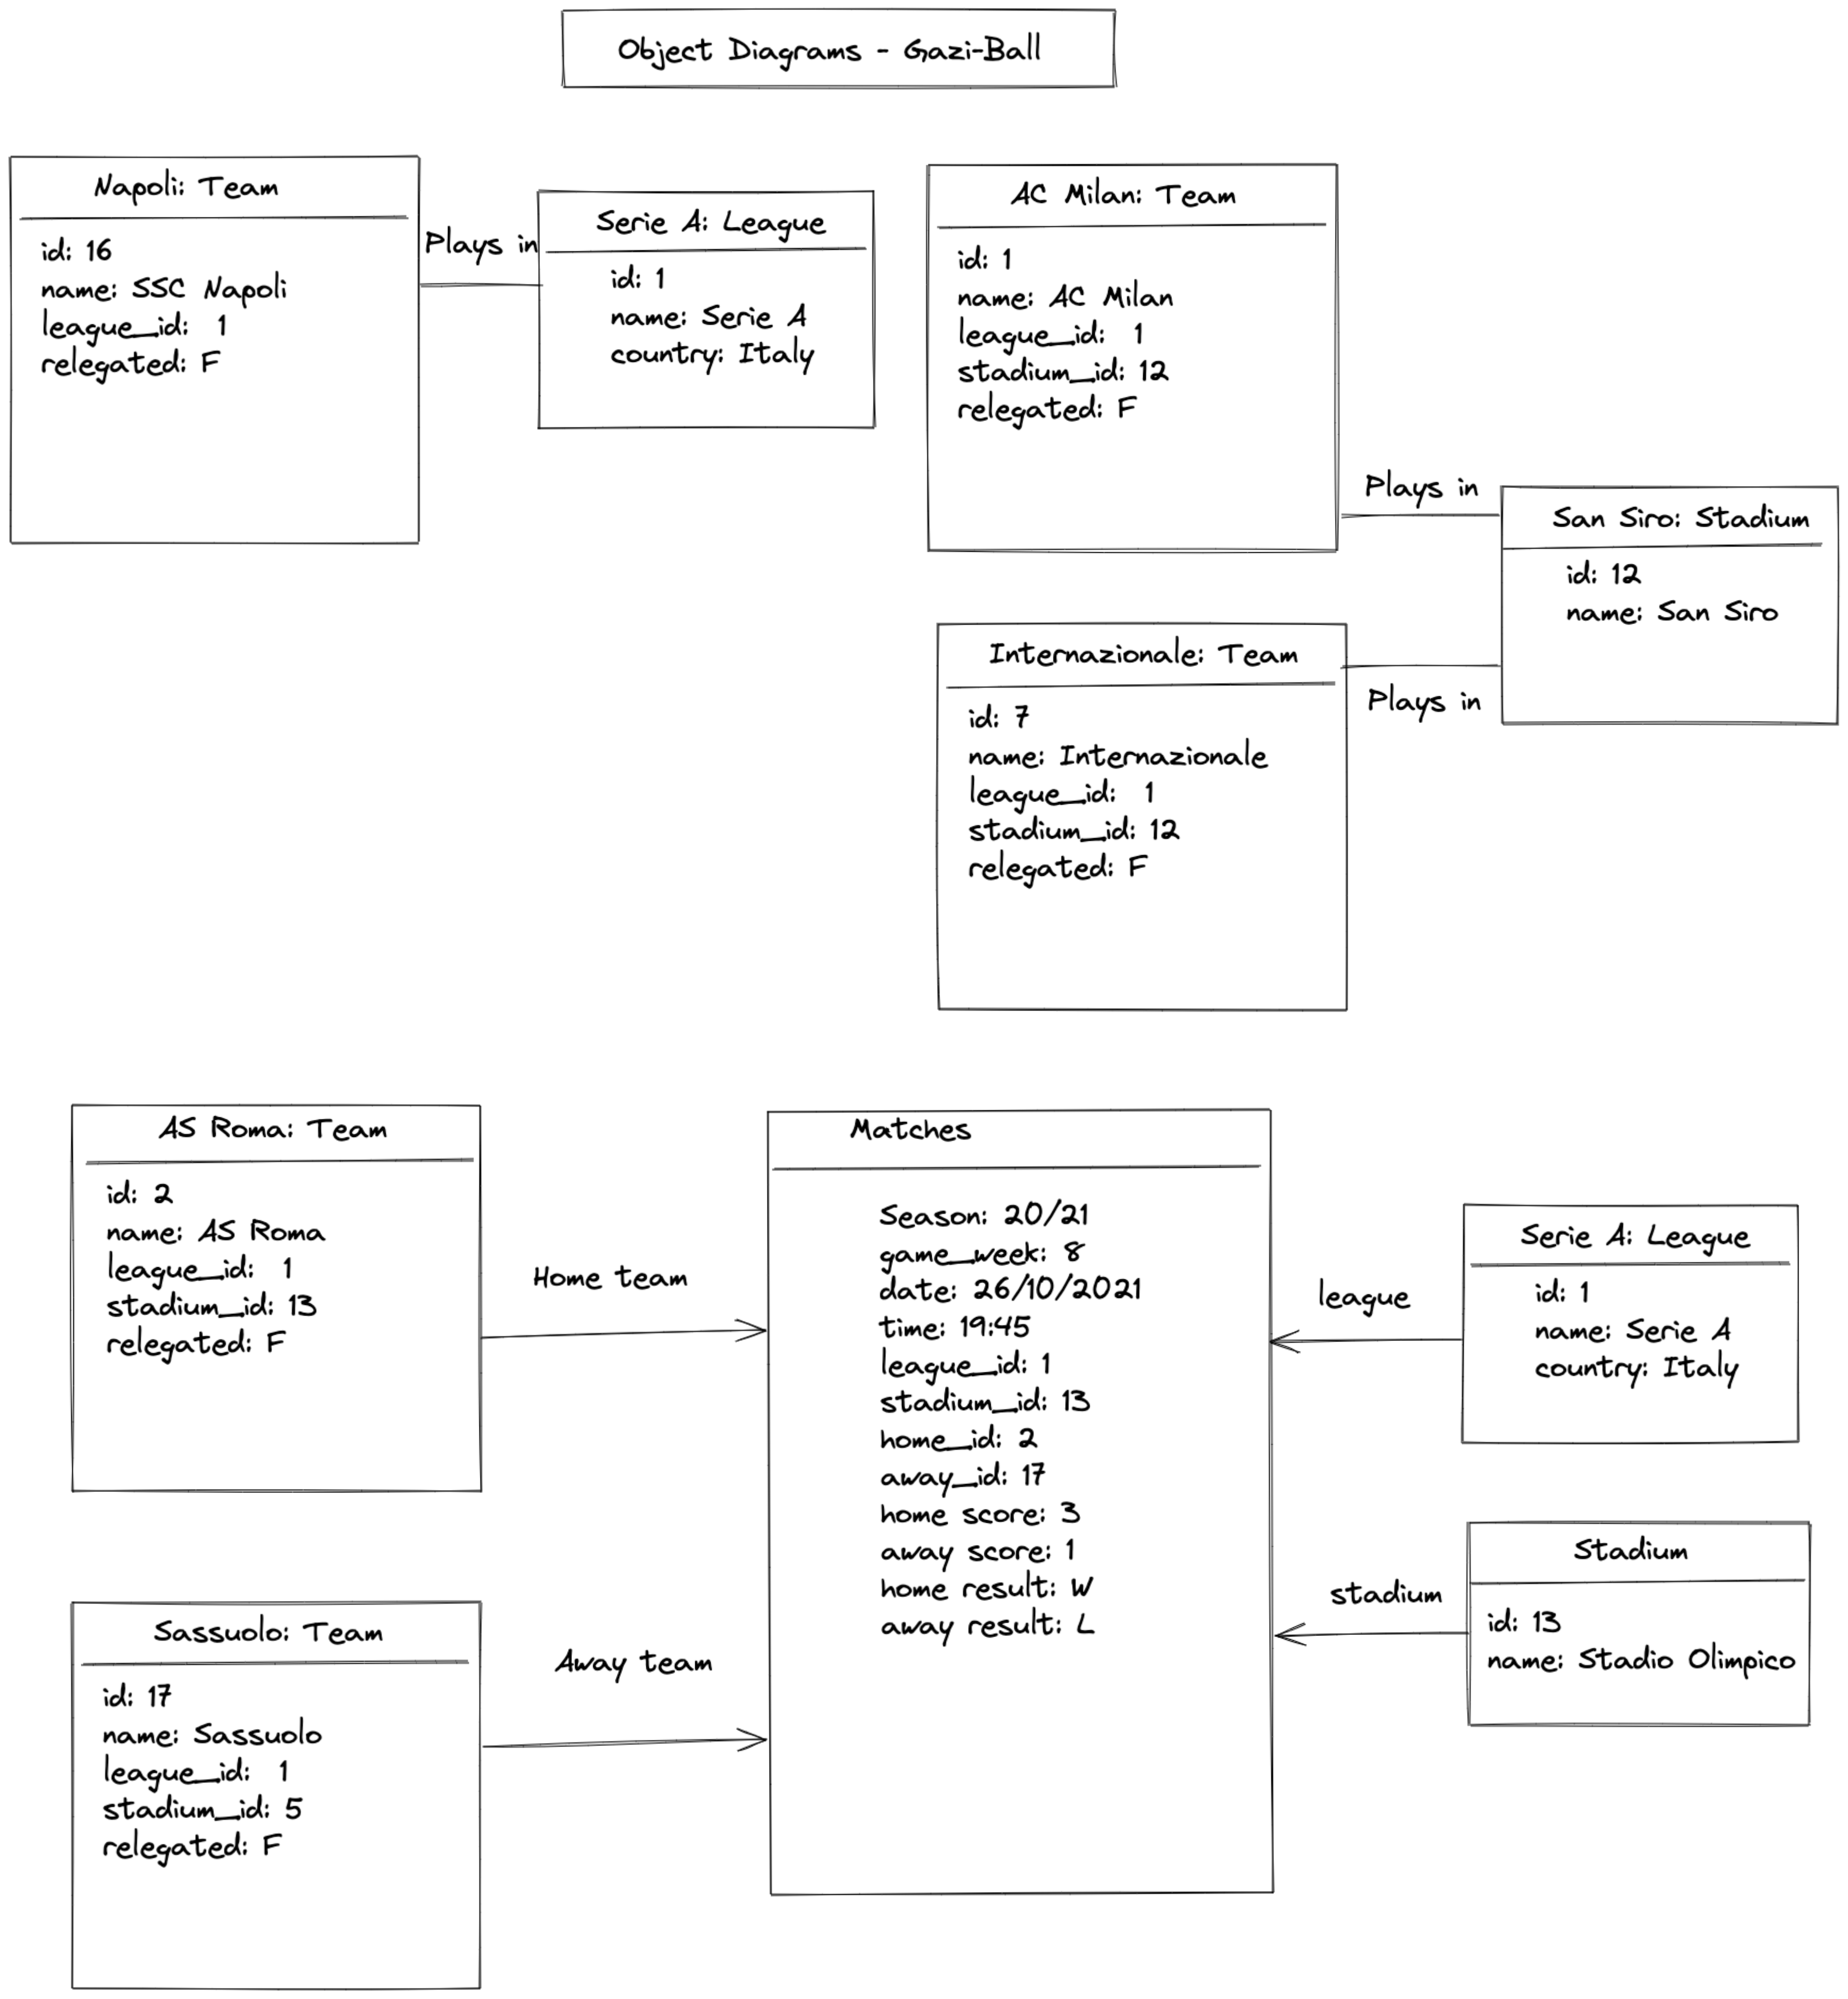 Object Diagrams - Gazi-Ball
Napoli: Team
id: 16
name: SSC Napoli
league_id: 1
relegated: F
Plays in
Serie A: League
id: 1
name: Serie A
country: Italy
AC Milan: Team
id: 1
name: AC Milan
league_id: 1
stadium_id: 12
relegated: F
Plays in
San Siro: Stadium
id: 12
name: San Siro
Internazionale: Team
id: 7
name: Internazionale
league_id: 1
stadium_id: 12
relegated: F
Plays in
AS Roma: Team
id: 2
name: AS Roma
league_id: 1
stadium_id: 13
relegated: F
Home team
Matches
Season: 20/21
game_week: 8
date: 26/10/2021
time: 19:45
league_id: 1
stadium_id: 13
home_id: 2
away_id: 17
home score: 3
away score: 1
home result: W
away result: L
league
Serie A: League
id: 1
name: Serie A
country: Italy
Sassuolo: Team
id: 17
name: Sassuolo
league_id: 1
stadium_id: 5
relegated: F
Away team
stadium
Stadium
id: 13
name: Stadio Olimpico